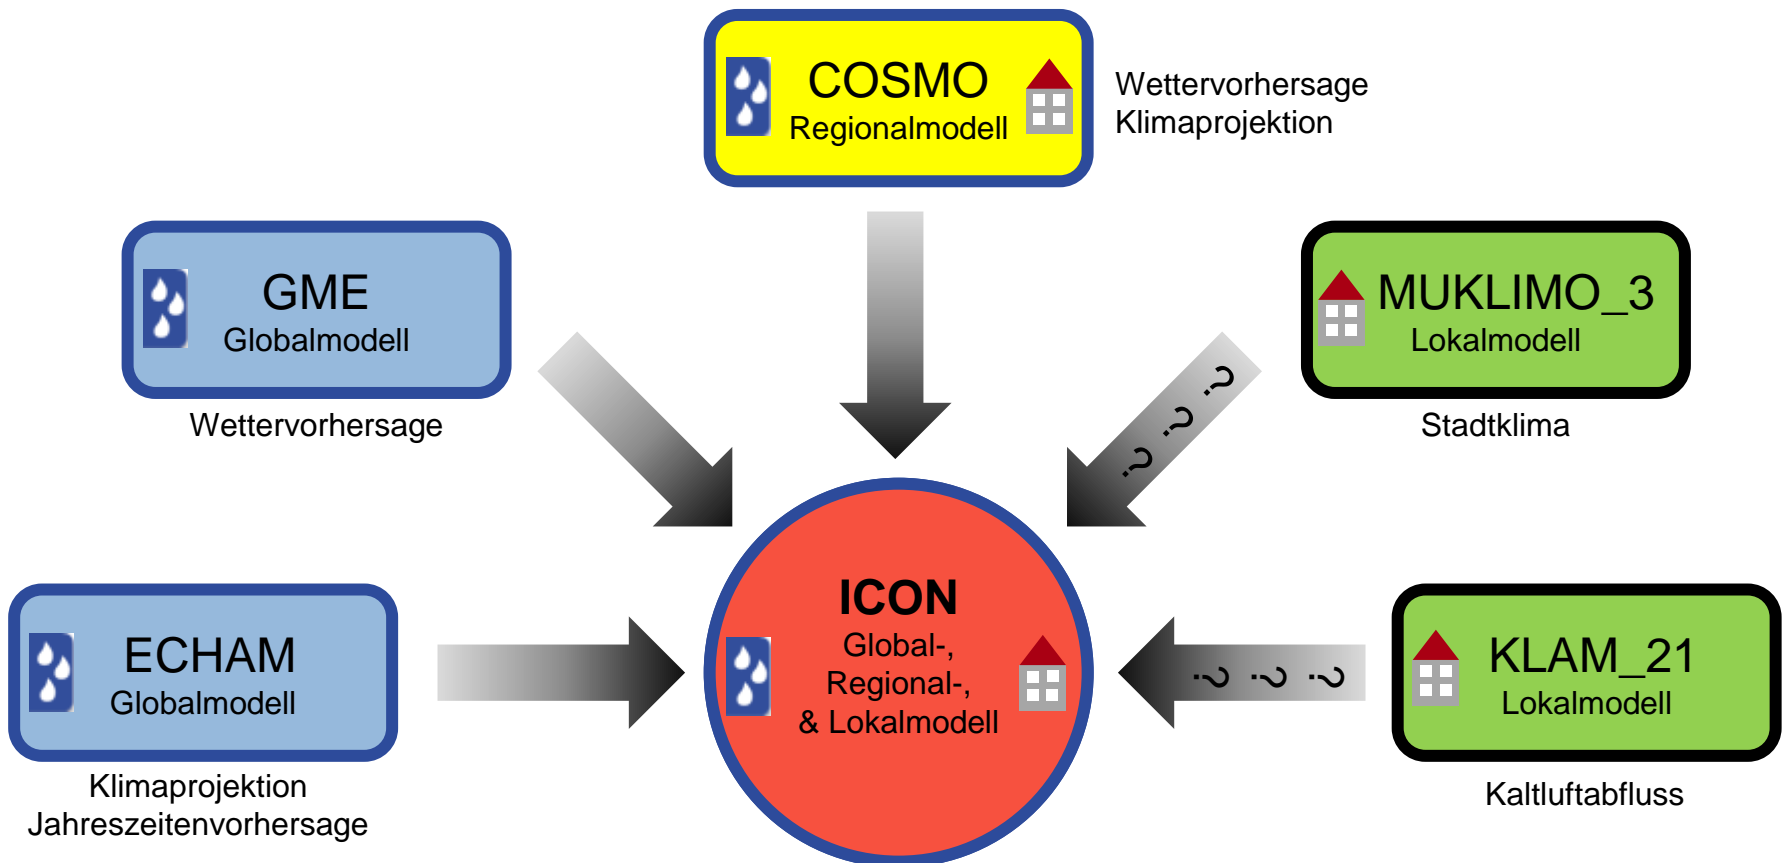 COSMO
Regionalmodell
Wettervorhersage
Klimaprojektion
GME
Globalmodell
Wettervorhersage
MUKLIMO_3
Lokalmodell
Stadtklima
? ? ?
ECHAM
Globalmodell
Klimaprojektion
Jahreszeitenvorhersage
ICON
Global-,
Regional-,
& Lokalmodell
? ? ?
KLAM_21
Lokalmodell
Kaltluftabfluss